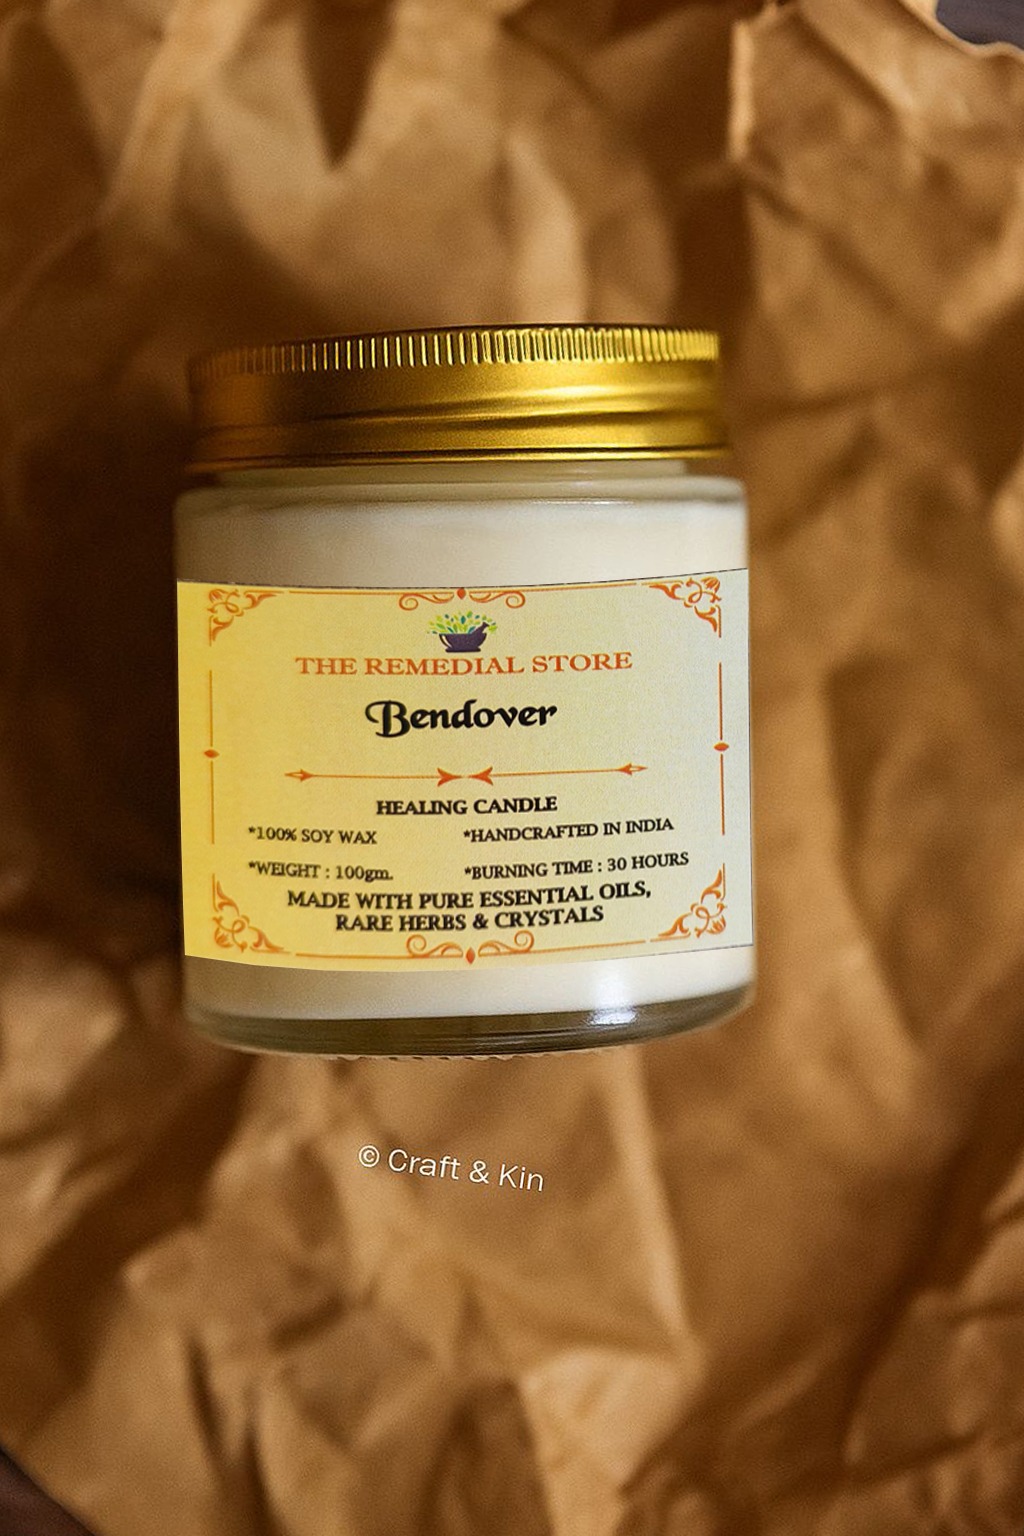 THE REMEDIAL STORE
Bendover
HEALING CANDLE
*100% SOY WAX *HANDCRAFTED IN INDIA
*WEIGHT : 100gm. *BURNING TIME : 30 HOURS
MADE WITH PURE ESSENTIAL OILS,
RARE HERBS & CRYSTALS
© Craft & Kin